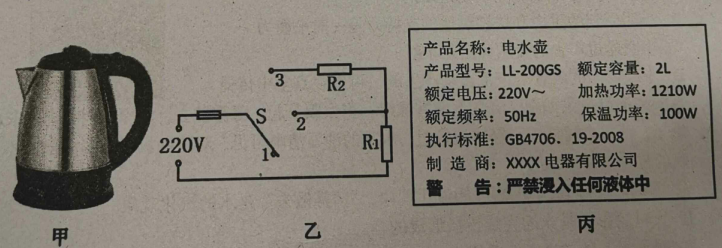 甲
3
R₂
S
2
220V
1
R₁
乙
产品名称：电水壶
产品型号：LL-200GS 额定容量：2L
额定电压：220V～ 加热功率：1210W
额定频率：50Hz 保温功率：100W
执行标准：GB4706．19-2008
制 造 商：XXXX 电器有限公司
警 告：严禁浸入任何液体中
丙